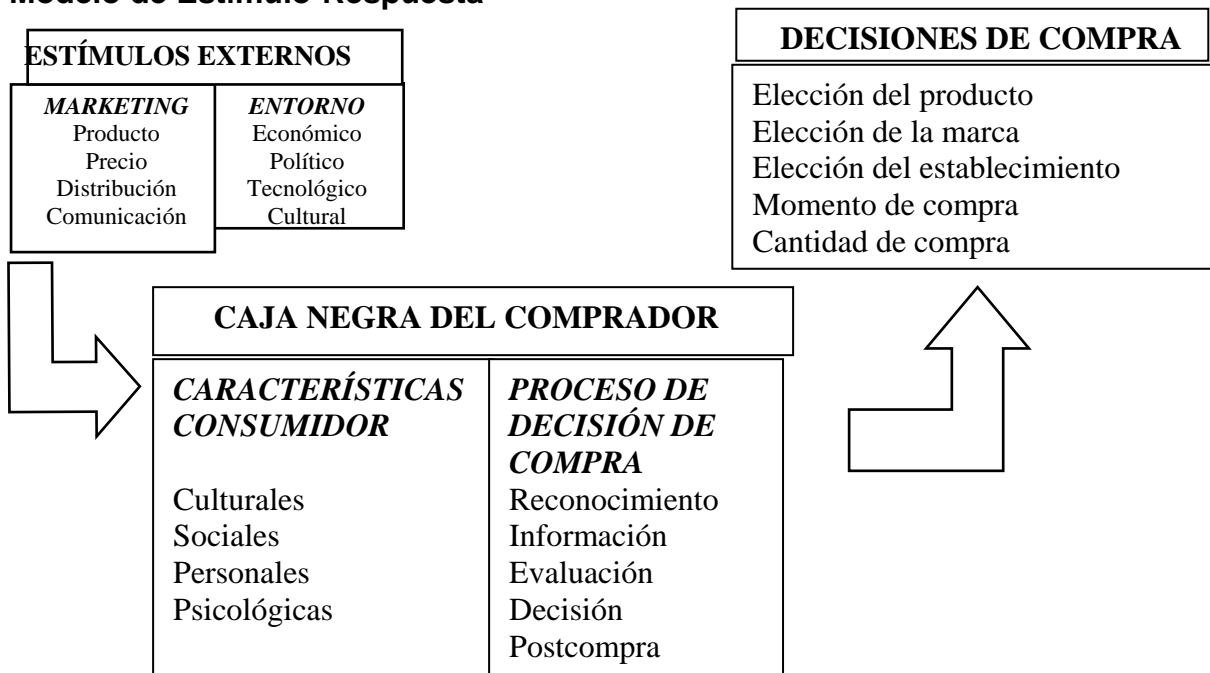 Modelo de Estímulo-Respuesta
ESTÍMULOS EXTERNOS
MARKETING
Producto
Precio
Distribución
Comunicación
ENTORNO
Económico
Político
Tecnológico
Cultural
CAJA NEGRA DEL COMPRADOR
CARACTERÍSTICAS
CONSUMIDOR
Culturales
Sociales
Personales
Psicológicas
PROCESO DE
DECISIÓN DE
COMPRA
Reconocimiento
Información
Evaluación
Decisión
Postcompra
DECISIONES DE COMPRA
Elección del producto
Elección de la marca
Elección del establecimiento
Momento de compra
Cantidad de compra